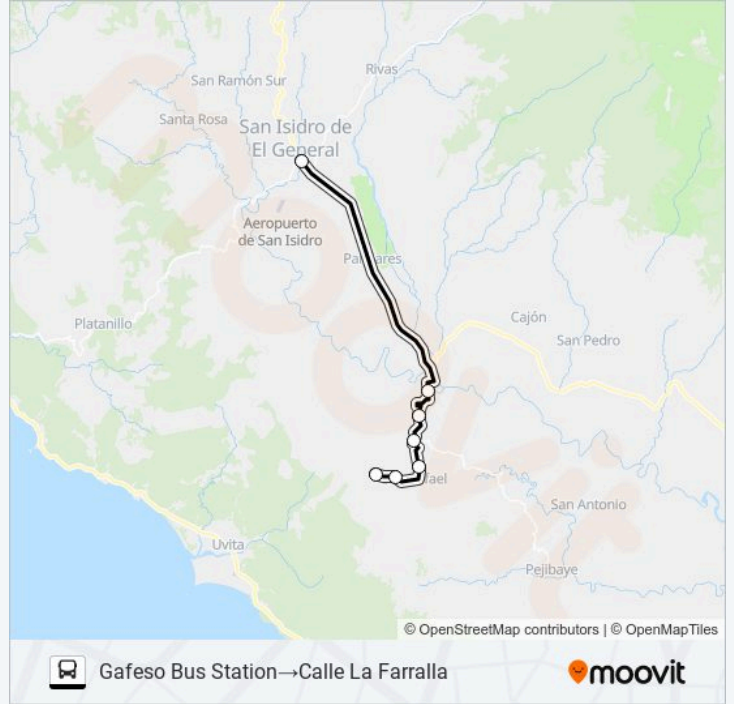 Rivas
San Ramón Sur
Santa Rosa
San Isidro de
El General
Aeropuerto
de San Isidro
Platanillo
Cajón
San Pedro
San Antonio
Uvita
Pejibaye
© OpenStreetMap contributors | © OpenMapTiles
Gafeso Bus Station→Calle La Farralla
moovit